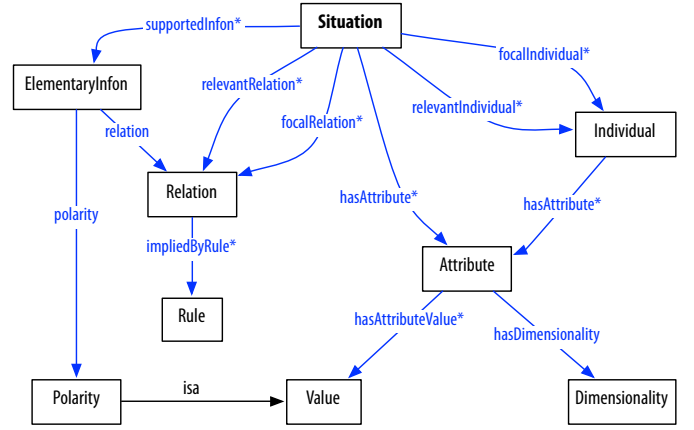 Situation
supportedInfon*
focalIndividual*
ElementaryInfon
relevantRelation*
relevantIndividual*
focalRelation*
Individual
relation
Relation
hasAttribute*
hasAttribute*
polarity
impliedByRule*
Attribute
Rule
hasAttributeValue*
hasDimensionality
isa
Polarity
Value
Dimensionality